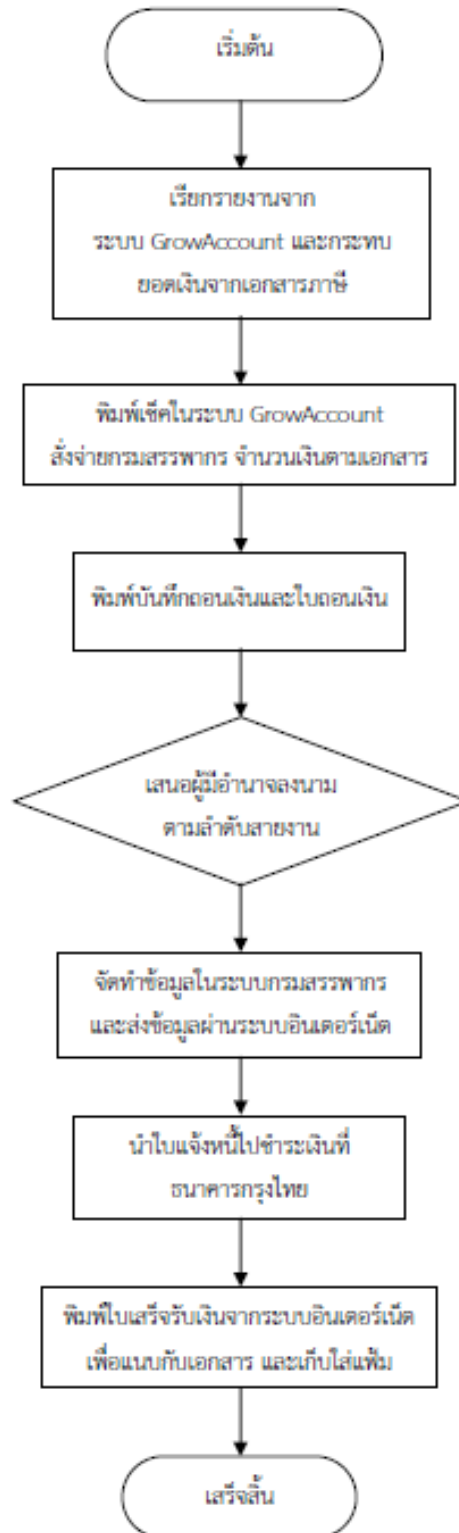 เริ่มต้น
เรียกรายงานจาก
ระบบ GrowAccount และกระทบ
ยอดเงินจากเอกสารภาษี
พิมพ์เช็คในระบบ GrowAccount
สั่งจ่ายกรมสรรพากร จำนวนเงินตามเอกสาร
พิมพ์บันทึกถอนเงินและใบถอนเงิน
เสนอผู้มีอำนาจลงนาม
ตามลำดับสายงาน
จัดทำข้อมูลในระบบกรมสรรพากร
และส่งข้อมูลผ่านระบบอินเตอร์เน็ต
นำใบแจ้งหนี้ไปชำระเงินที่
ธนาคารกรุงไทย
พิมพ์ใบเสร็จรับเงินจากระบบอินเตอร์เน็ต
เพื่อแนบกับเอกสาร และเก็บใส่แฟ้ม
เสร็จสิ้น